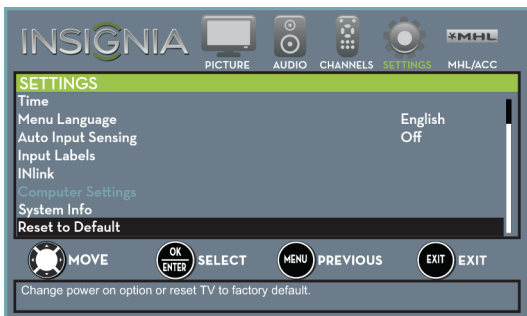 INSIGNIA
PICTURE AUDIO CHANNELS SETTINGS MHL/ACC
MHL
SETTINGS
Time
Menu Language English
Auto Input Sensing Off
Input Labels
INlink
Computer Settings
System Info
Reset to Default
MOVE OK ENTER SELECT MENU PREVIOUS EXIT EXIT
Change power on option or reset TV to factory default.